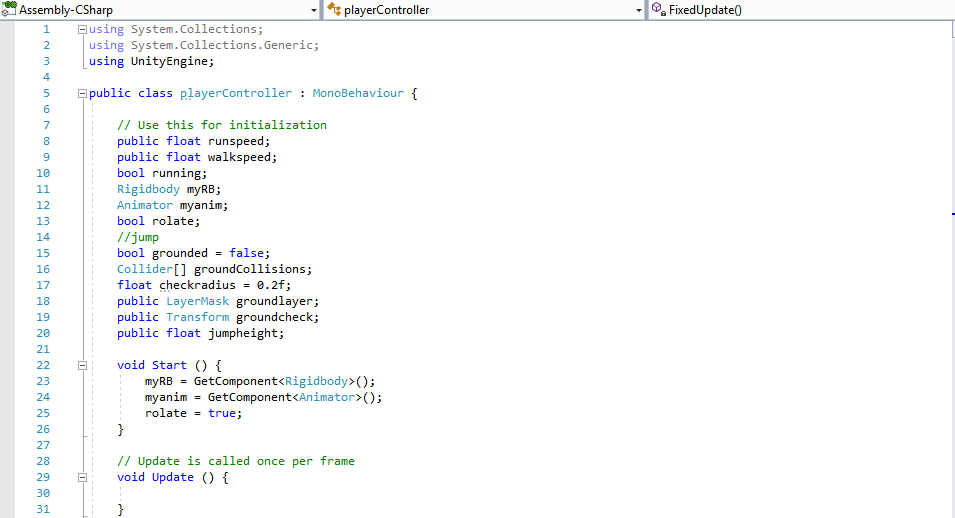 Assembly-CSharp playerController FixedUpdate()
1 using System.Collections;
2 using System.Collections.Generic;
3 using UnityEngine;
4
5 public class playerController : MonoBehaviour {
6
7 // Use this for initialization
8 public float runspeed;
9 public float walkspeed;
10 bool running;
11 Rigidbody myRB;
12 Animator myanim;
13 bool rolate;
14 //jump
15 bool grounded = false;
16 Collider[] groundCollisions;
17 float checkradius = 0.2f;
18 public LayerMask groundlayer;
19 public Transform groundcheck;
20 public float jumpheight;
21
22 void Start () {
23 myRB = GetComponent<Rigidbody>();
24 myanim = GetComponent<Animator>();
25 rolate = true;
26 }
27
28 // Update is called once per frame
29 void Update () {
30
31 }